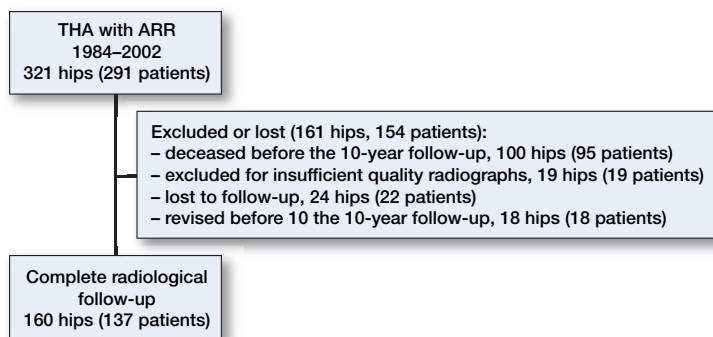 THA with ARR
1984–2002
321 hips (291 patients)
Excluded or lost (161 hips, 154 patients):
– deceased before the 10-year follow-up, 100 hips (95 patients)
– excluded for insufficient quality radiographs, 19 hips (19 patients)
– lost to follow-up, 24 hips (22 patients)
– revised before 10 the 10-year follow-up, 18 hips (18 patients)
Complete radiological
follow-up
160 hips (137 patients)